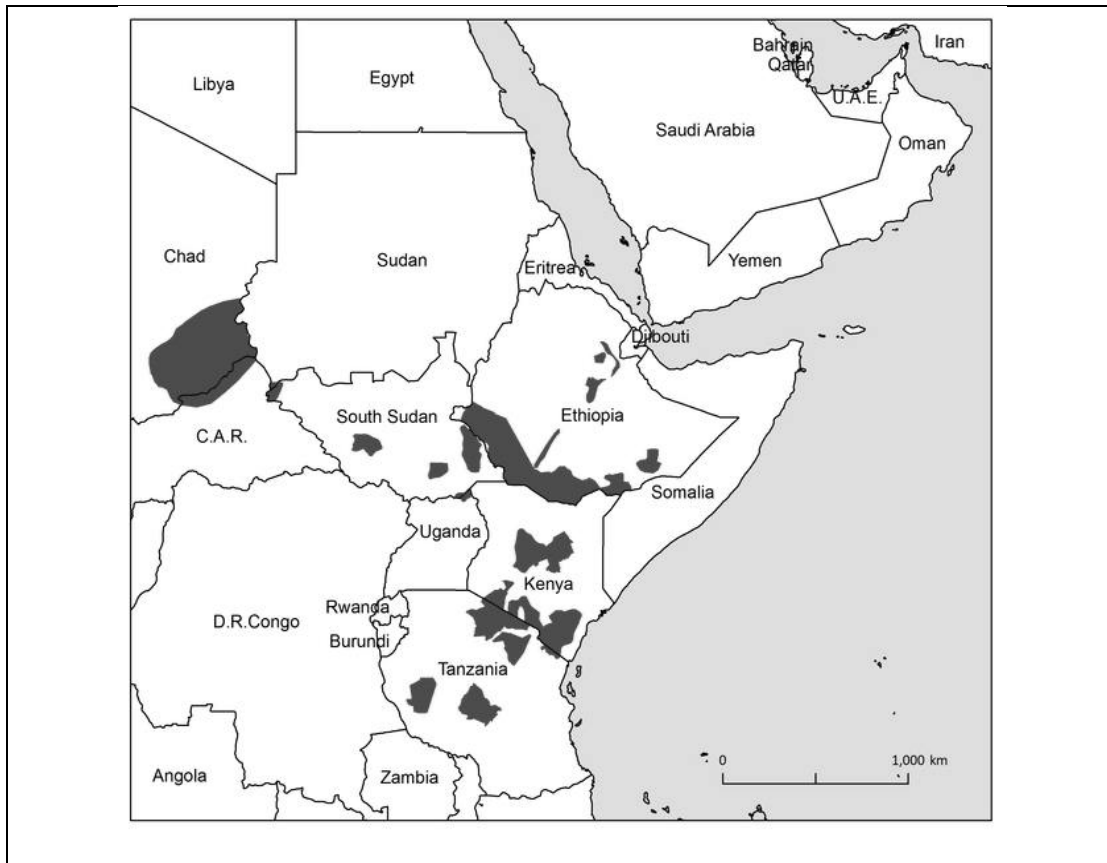 Bahrain
Iran
Qatar
Libya
Egypt
U.A.E.
Saudi Arabia
Oman
Chad
Sudan
Eritrea
Yemen
Djibouti
South Sudan
Ethiopia
C.A.R.
Somalia
Uganda
Kenya
Rwanda
D.R.Congo
Burundi
Tanzania
Angola
Zambia
0
1,000 km